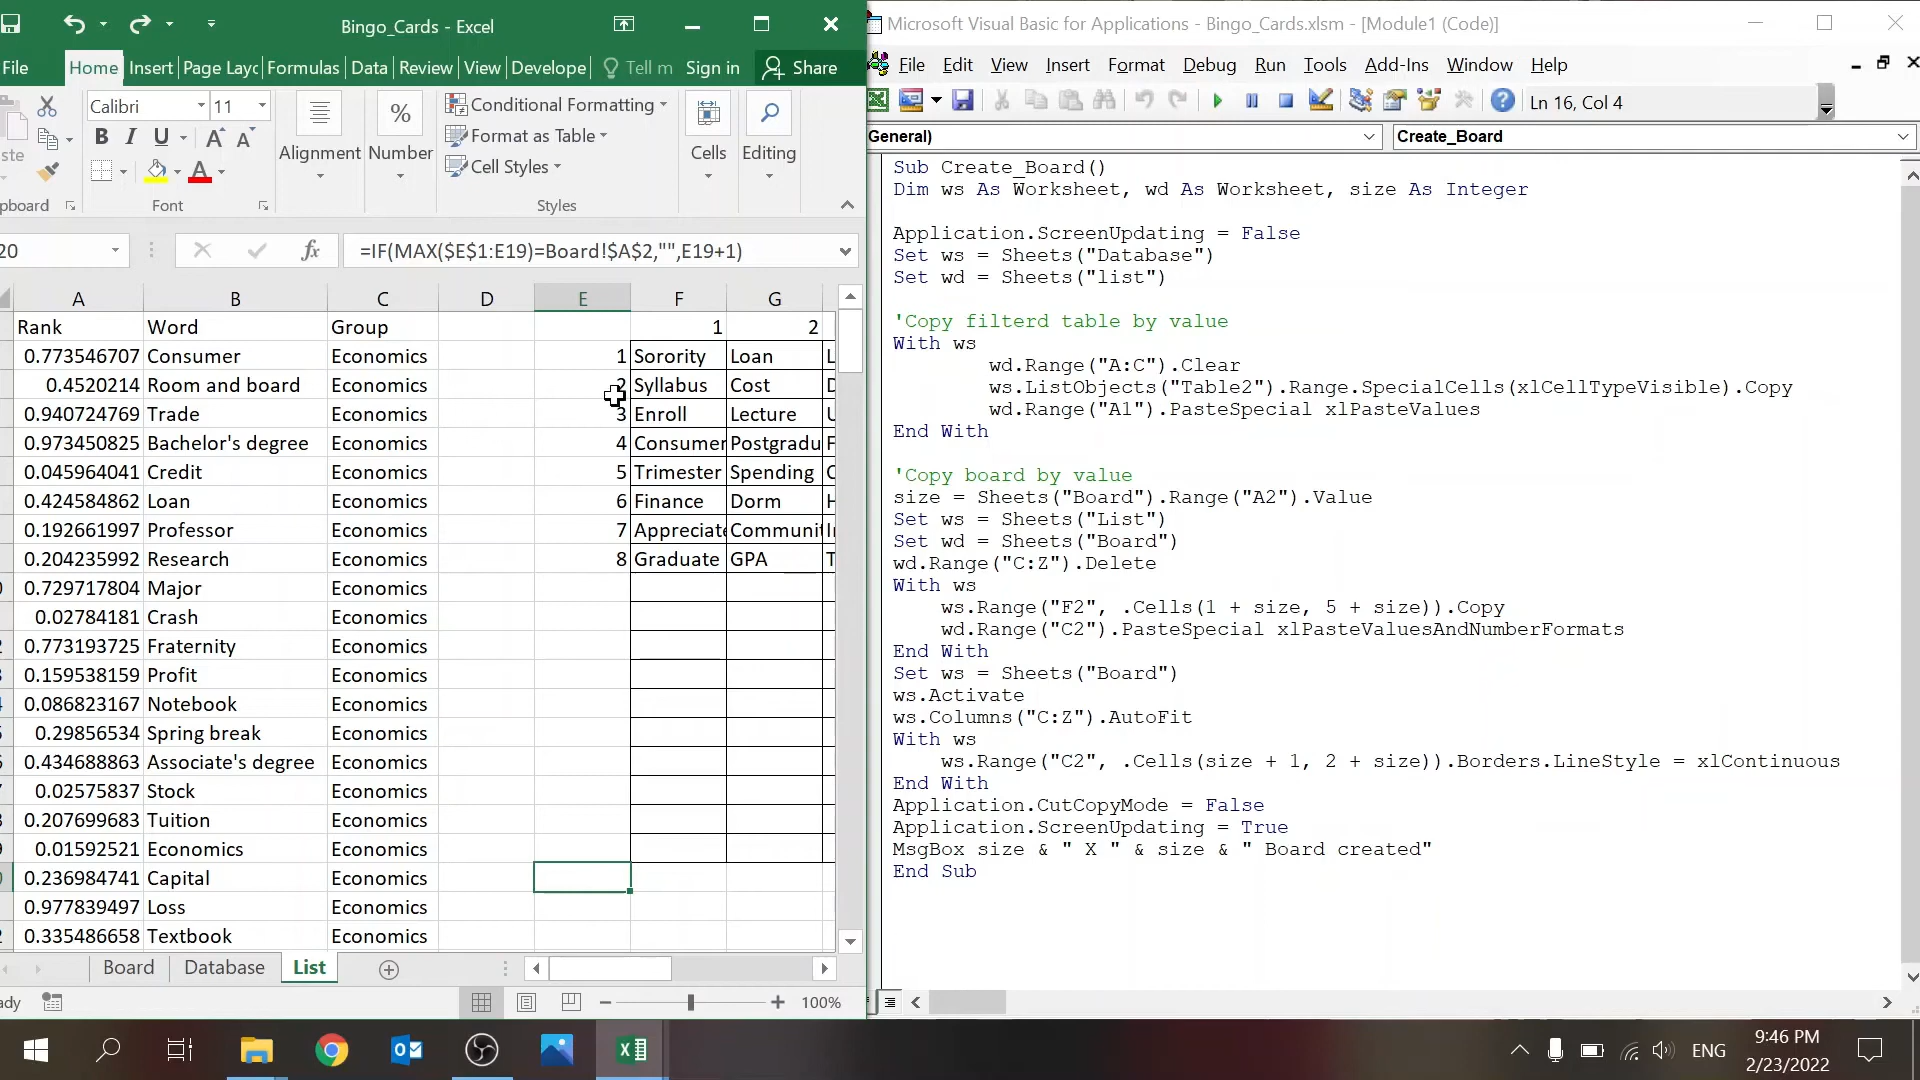 Bingo_Cards - Excel
File Home Insert Page Layc Formulas Data Review View Develope Tell m Sign in Share
Calibri 11
B I U A A
ste
pboard Font
Alignment
%
Number
Conditional Formatting
Format as Table
Cell Styles
Styles
Cells
Editing
20 fx =IF(MAX($E$1:E19)=Board!$A$2,"",E19+1)
A B C D E F G
Rank Word Group 1 2
0.773546707 Consumer Economics 1 Sorority Loan L
0.4520214 Room and board Economics 2 Syllabus Cost D
0.940724769 Trade Economics 3 Enroll Lecture U
0.973450825 Bachelor's degree Economics 4 Consumer Postgradu F
0.045964041 Credit Economics 5 Trimester Spending C
0.424584862 Loan Economics 6 Finance Dorm H
0.192661997 Professor Economics 7 Appreciate Communit In
0.204235992 Research Economics 8 Graduate GPA T
0.729717804 Major Economics
0.02784181 Crash Economics
0.773193725 Fraternity Economics
0.159538159 Profit Economics
0.086823167 Notebook Economics
0.29856534 Spring break Economics
0.434688863 Associate's degree Economics
0.02575837 Stock Economics
0.207699683 Tuition Economics
0.01592521 Economics Economics
0.236984741 Capital Economics
0.977839497 Loss Economics
0.335486658 Textbook Economics
Board Database List
ady 100%
Microsoft Visual Basic for Applications - Bingo_Cards.xlsm - [Module1 (Code)]
File Edit View Insert Format Debug Run Tools Add-Ins Window Help
Ln 16, Col 4
General) Create_Board
Sub Create_Board()
Dim ws As Worksheet, wd As Worksheet, size As Integer
Application.ScreenUpdating = False
Set ws = Sheets("Database")
Set wd = Sheets("list")
'Copy filterd table by value
With ws
wd.Range("A:C").Clear
ws.ListObjects("Table2").Range.SpecialCells(xlCellTypeVisible).Copy
wd.Range("A1").PasteSpecial xlPasteValues
End With
'Copy board by value
size = Sheets("Board").Range("A2").Value
Set ws = Sheets("List")
Set wd = Sheets("Board")
wd.Range("C:Z").Delete
With ws
ws.Range("F2", .Cells(1 + size, 5 + size)).Copy
wd.Range("C2").PasteSpecial xlPasteValuesAndNumberFormats
End With
Set ws = Sheets("Board")
ws.Activate
ws.Columns("C:Z").AutoFit
With ws
ws.Range("C2", .Cells(size + 1, 2 + size)).Borders.LineStyle = xlContinuous
End With
Application.CutCopyMode = False
Application.ScreenUpdating = True
MsgBox size & " X " & size & " Board created"
End Sub
ENG
9:46 PM
2/23/2022